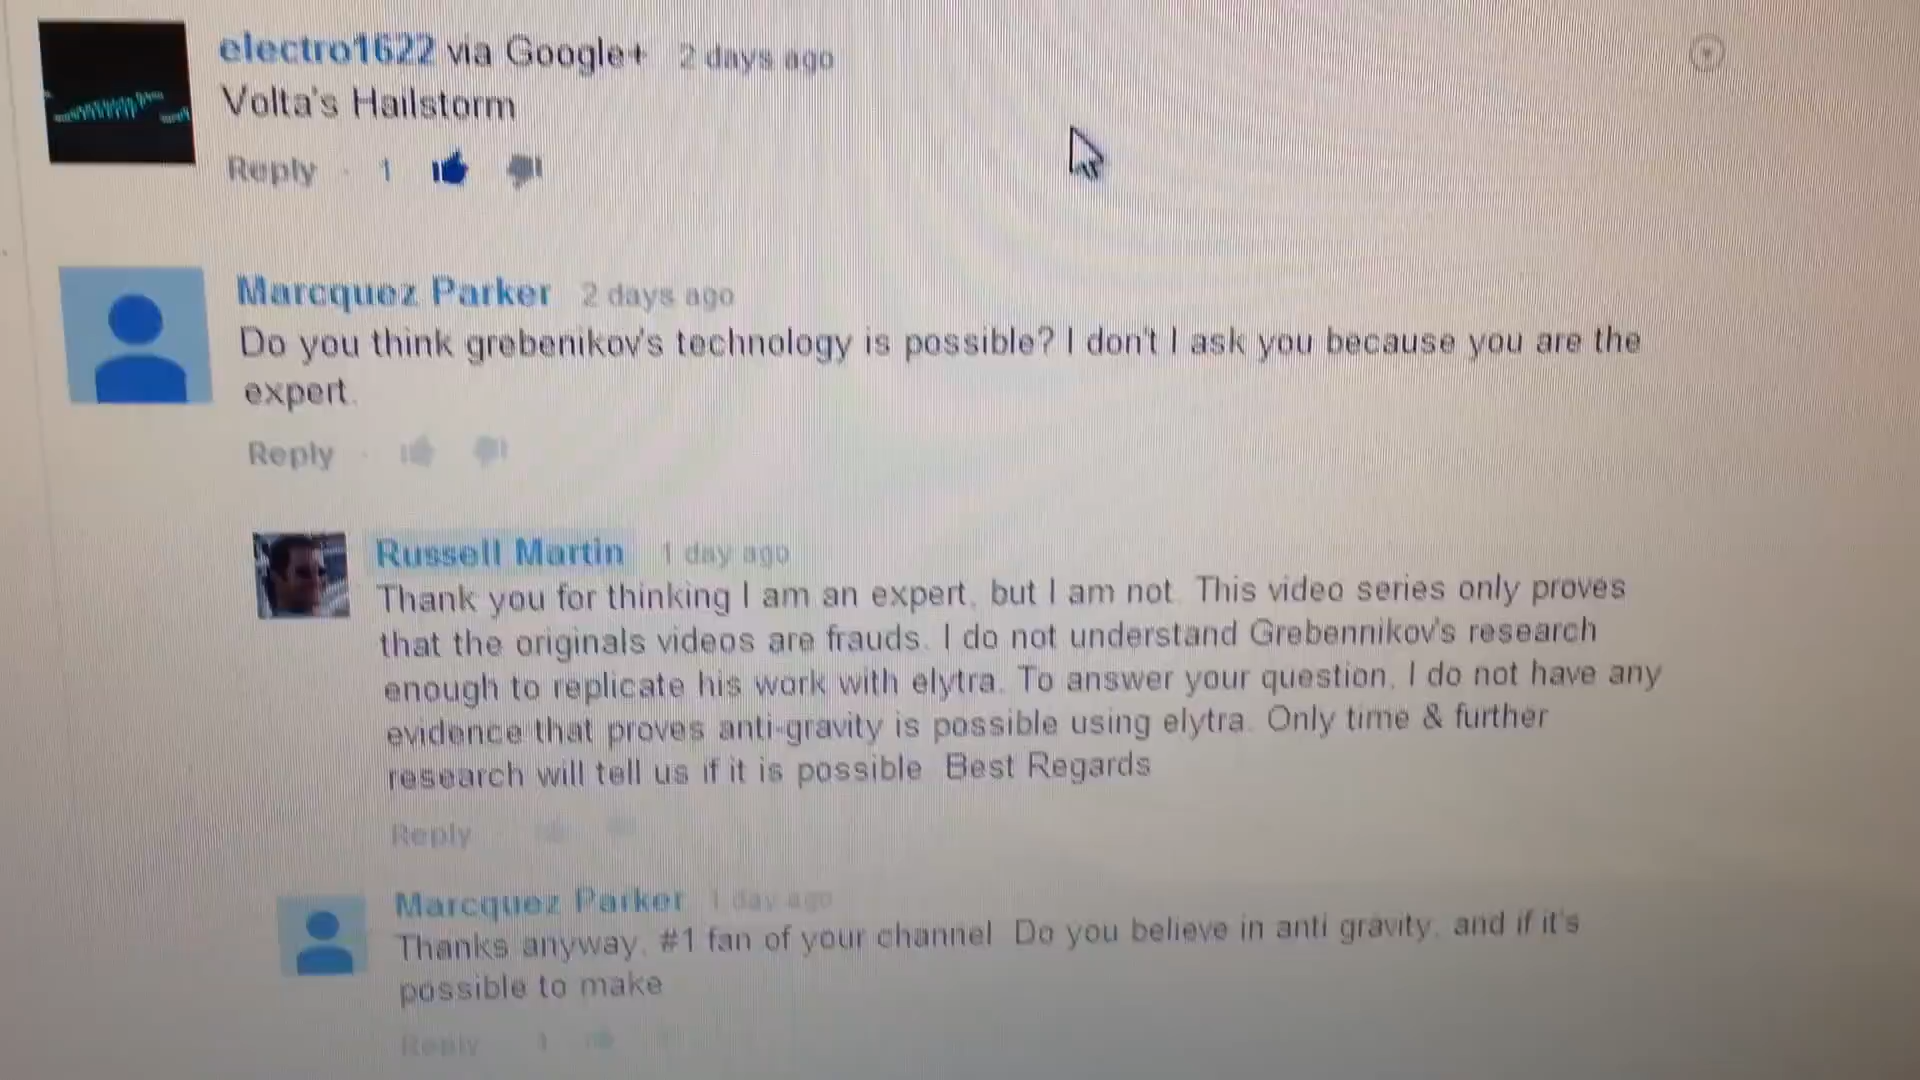 electro1622 via Google+ 2 days ago
Volta's Hailstorm
Reply · 1
Marcquez Parker 2 days ago
Do you think grebenikov's technology is possible? I don't I ask you because you are the
expert.
Reply ·
Russell Martin 1 day ago
Thank you for thinking I am an expert, but I am not. This video series only proves
that the originals videos are frauds. I do not understand Grebennikov's research
enough to replicate his work with elytra. To answer your question, I do not have any
evidence that proves anti-gravity is possible using elytra. Only time & further
research will tell us if it is possible Best Regards
Reply
Marcquez Parker 1 day ago
Thanks anyway, #1 fan of your channel Do you believe in anti gravity, and if it's
possible to make
Reply 1